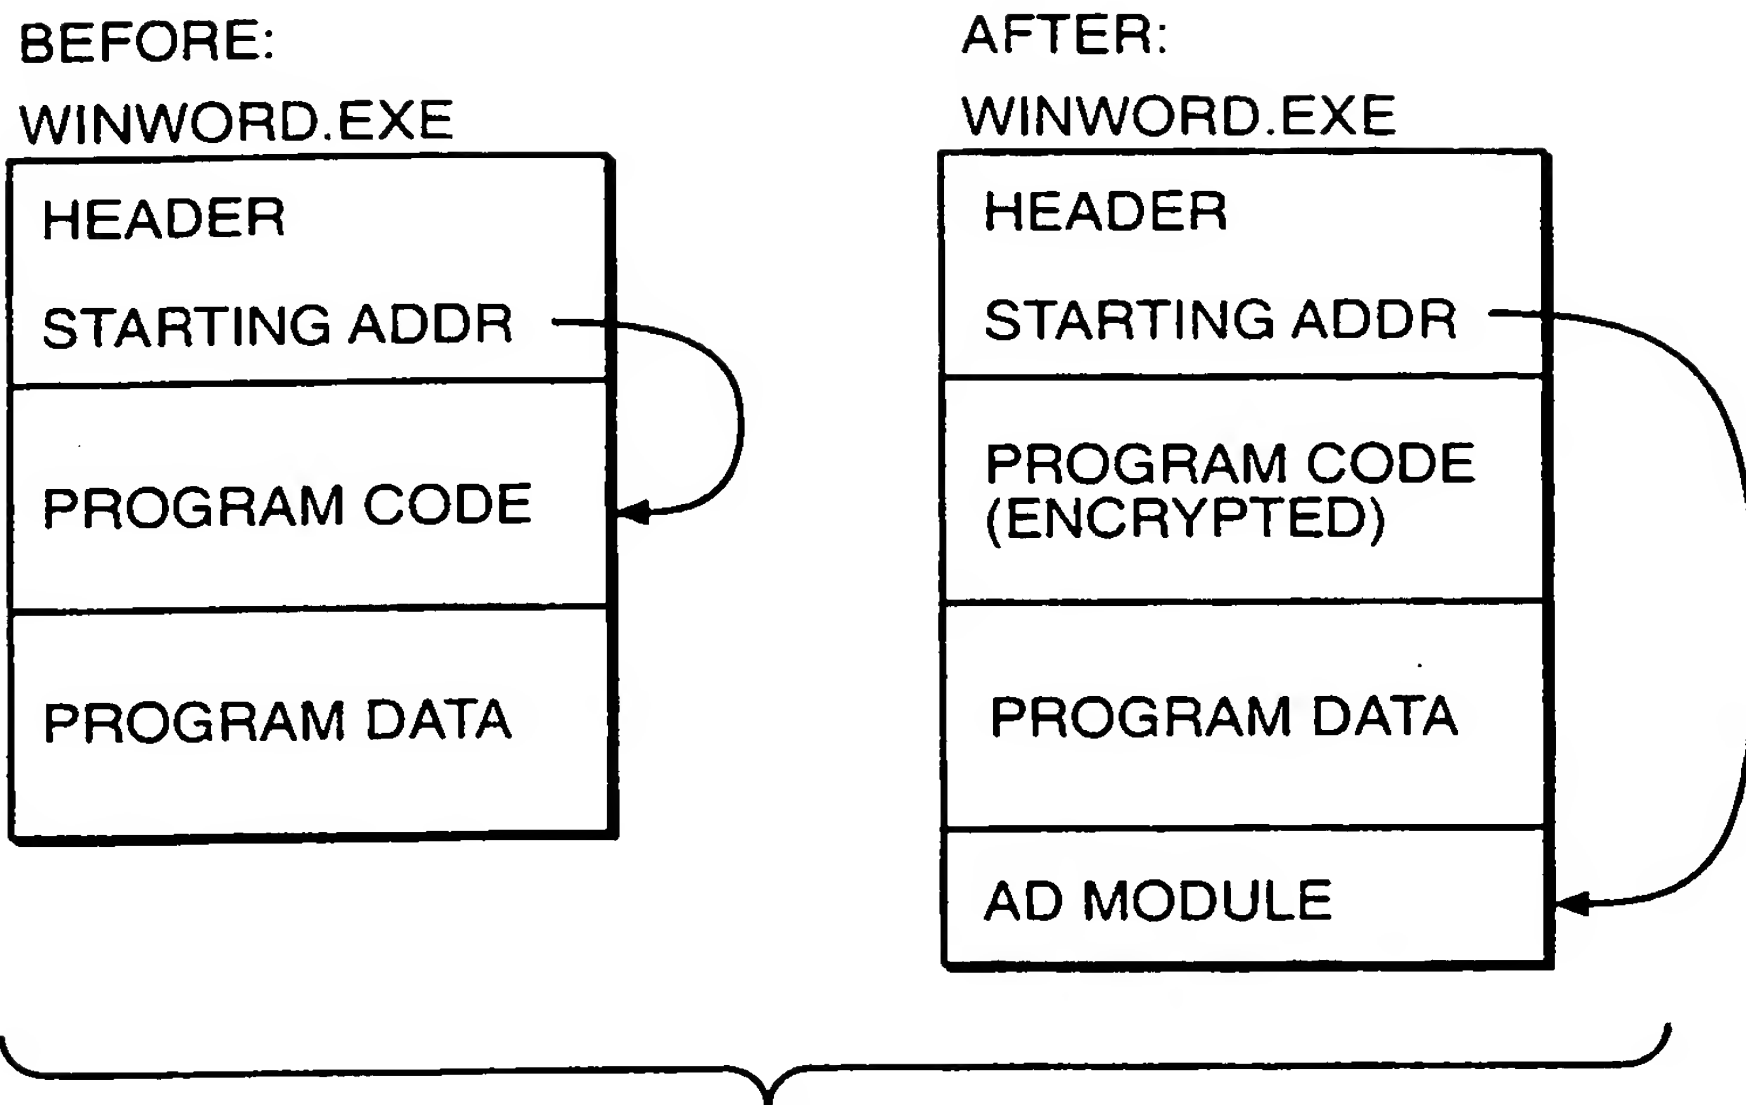 BEFORE:
WINWORD.EXE
HEADER
STARTING ADDR
PROGRAM CODE
PROGRAM DATA
AFTER:
WINWORD.EXE
HEADER
STARTING ADDR
PROGRAM CODE
(ENCRYPTED)
PROGRAM DATA
AD MODULE